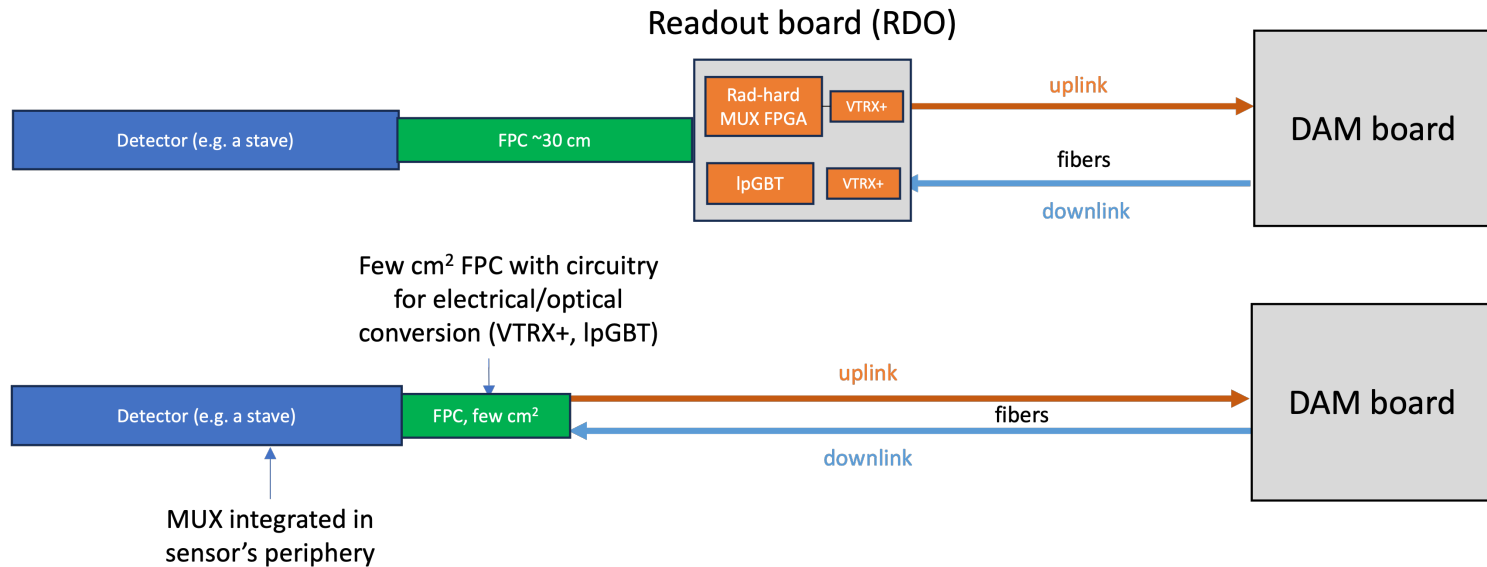 Readout board (RDO)
Detector (e.g. a stave)
FPC ~30 cm
Rad-hard
MUX FPGA
VTRX+
lpGBT
VTRX+
uplink
fibers
downlink
DAM board
Few cm² FPC with circuitry
for electrical/optical
conversion (VTRX+, lpGBT)
Detector (e.g. a stave)
FPC, few cm²
uplink
fibers
downlink
DAM board
MUX integrated in
sensor’s periphery